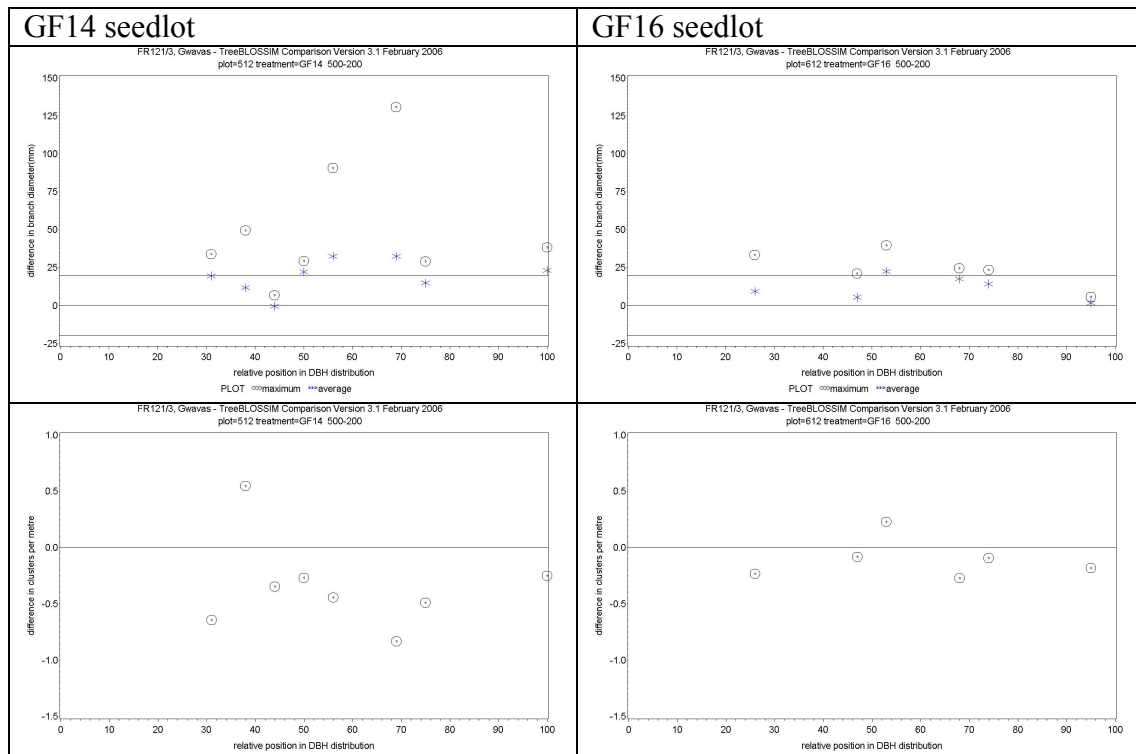 GF14 seedlot
GF16 seedlot
FR121/3, Gwavas - TreeBLOSSIM Comparison Version 3.1 February 2006
plot=512 treatment=GF14 500-200
150
125
100
75
50
25
0
-25
difference in branch diameter(mm)
0 10 20 30 40 50 60 70 80 90 100
relative position in DBH distribution
PLOT maximum ***average
FR121/3, Gwavas - TreeBLOSSIM Comparison Version 3.1 February 2006
plot=612 treatment=GF16 500-200
150
125
100
75
50
25
0
-25
difference in branch diameter(mm)
0 10 20 30 40 50 60 70 80 90 100
relative position in DBH distribution
PLOT maximum ***average
FR121/3, Gwavas - TreeBLOSSIM Comparison Version 3.1 February 2006
plot=512 treatment=GF14 500-200
1.0
0.5
0.0
-0.5
-1.0
-1.5
difference in clusters per metre
0 10 20 30 40 50 60 70 80 90 100
relative position in DBH distribution
FR121/3, Gwavas - TreeBLOSSIM Comparison Version 3.1 February 2006
plot=612 treatment=GF16 500-200
1.0
0.5
0.0
-0.5
-1.0
-1.5
difference in clusters per metre
0 10 20 30 40 50 60 70 80 90 100
relative position in DBH distribution